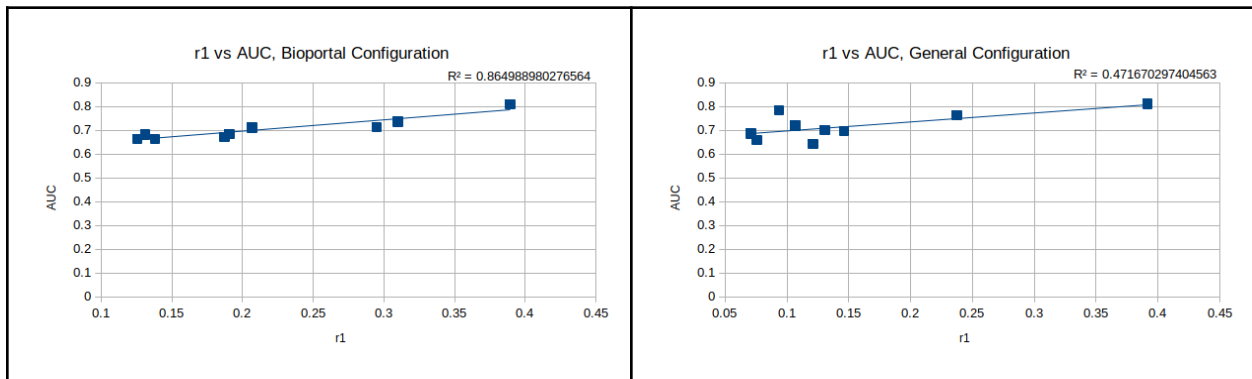 r1 vs AUC, Bioportal Configuration
R² = 0.864988980276564
0.9
0.8
0.7
0.6
0.5
0.4
0.3
0.2
0.1
0
AUC
0.1 0.15 0.2 0.25 0.3 0.35 0.4 0.45
r1
r1 vs AUC, General Configuration
R² = 0.471670297404563
0.9
0.8
0.7
0.6
0.5
0.4
0.3
0.2
0.1
0
AUC
0.05 0.1 0.15 0.2 0.25 0.3 0.35 0.4 0.45
r1